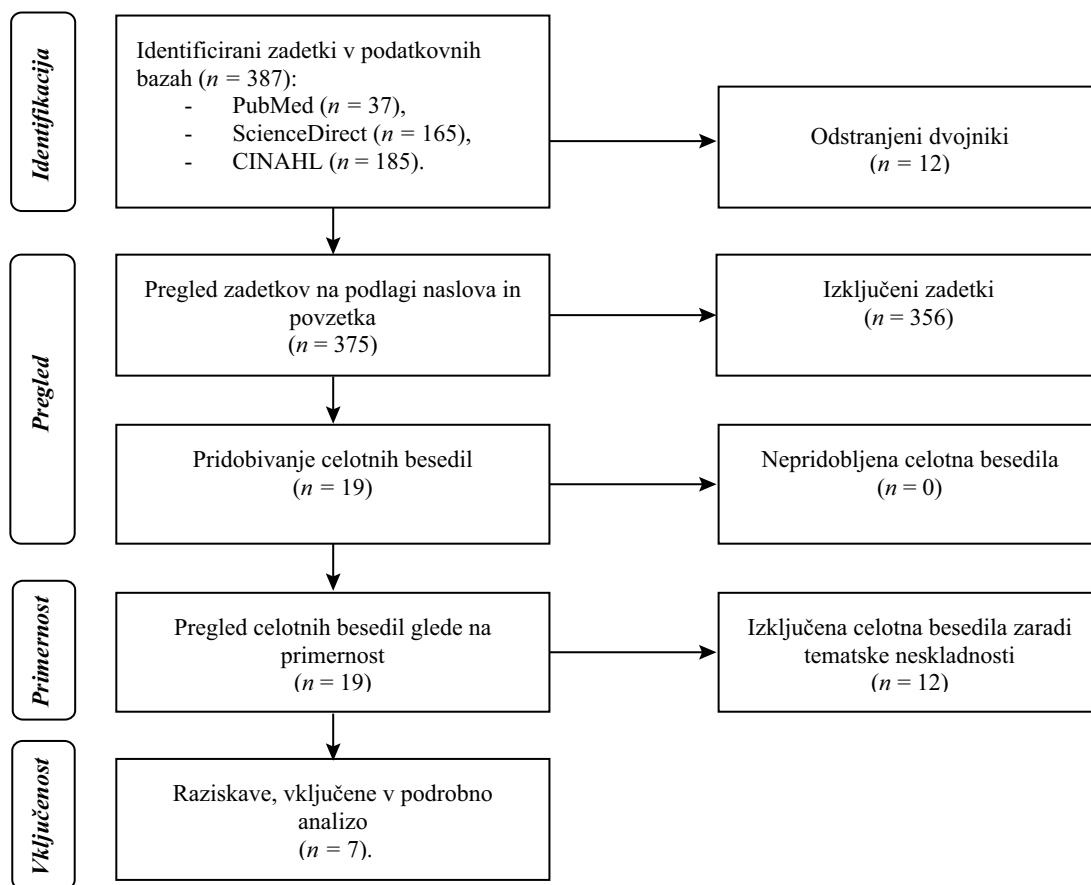 Identifikacija
Identificirani zadetki v podatkovnih
bazah (n = 387):
- PubMed (n = 37),
- ScienceDirect (n = 165),
- CINAHL (n = 185).
Odstranjeni dvojniki
(n = 12)
Pregled
Pregled zadetkov na podlagi naslova in
povzetka
(n = 375)
Izključeni zadetki
(n = 356)
Pridobivanje celotnih besedil
(n = 19)
Nepridobljena celotna besedila
(n = 0)
Primernost
Pregled celotnih besedil glede na
primernost
(n = 19)
Izključena celotna besedila zaradi
tematske neskladnosti
(n = 12)
Vključenost
Raziskave, vključene v podrobno
analizo
(n = 7).